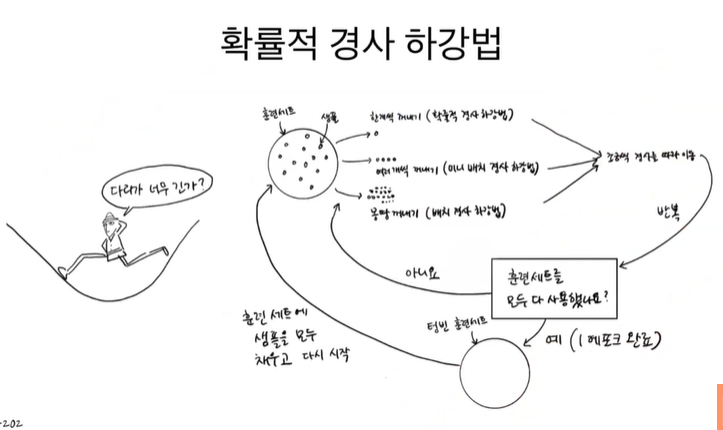 확률적 경사 하강법
훈련세트
샘플
한개씩 꺼내기 (확률적 경사 하강법)
여러개씩 꺼내기 (미니 배치 경사 하강법)
몽땅 꺼내기 (배치 경사 하강법)
조금씩 경사를 따라 이동
반복
다리가 너무 긴가?
훈련세트를
모두 다 사용했나요?
아니요
예 (1 에포크 완료)
텅빈 훈련세트
훈련 세트에
샘플을 모두
채우고 다시 시작
202